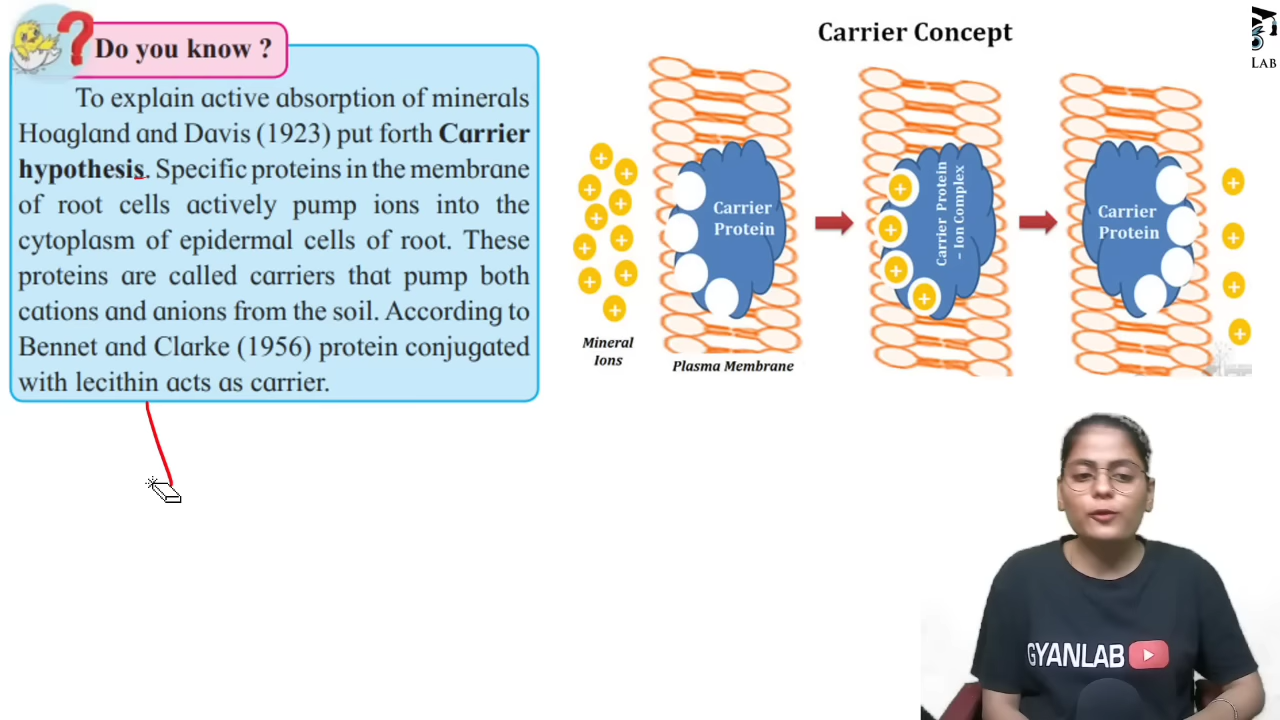 Do you know ?
To explain active absorption of minerals
Hoagland and Davis (1923) put forth Carrier
hypothesis. Specific proteins in the membrane
of root cells actively pump ions into the
cytoplasm of epidermal cells of root. These
proteins are called carriers that pump both
cations and anions from the soil. According to
Bennet and Clarke (1956) protein conjugated
with lecithin acts as carrier.
Carrier Concept
Carrier
Protein
Mineral
Ions
Plasma Membrane
Carrier Protein
– Ion Complex
Carrier
Protein
LAB
GYANLAB